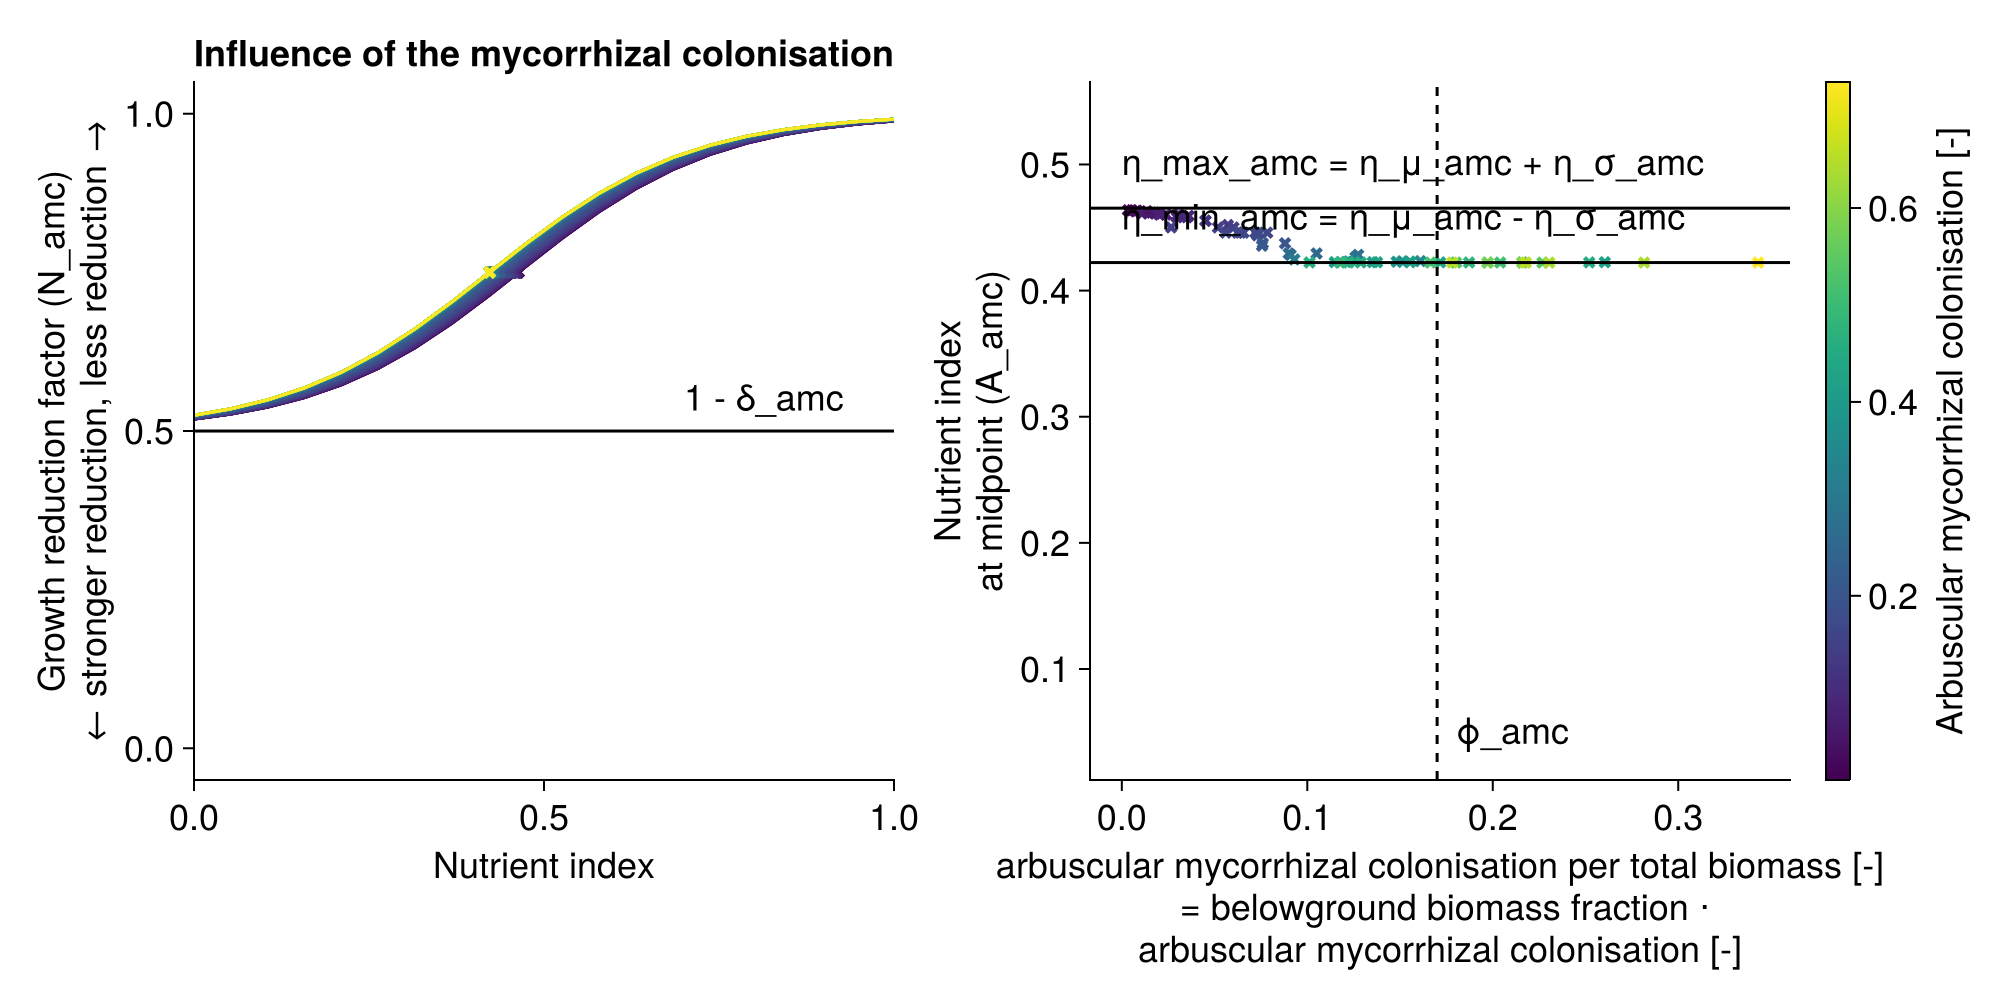 Influence of the mycorrhizal colonisation
Growth reduction factor (N_amc)
← stronger reduction, less reduction →
1.0
0.5
0.0
1 - δ_amc
0.0
0.5
1.0
Nutrient index
Nutrient index
at midpoint (A_amc)
0.5
0.4
0.3
0.2
0.1
η_max_amc = η_μ_amc + η_σ_amc
η_min_amc = η_μ_amc - η_σ_amc
ϕ_amc
0.0
0.1
0.2
0.3
arbuscular mycorrhizal colonisation per total biomass [-]
= belowground biomass fraction ⋅
arbuscular mycorrhizal colonisation [-]
0.6
0.4
0.2
Arbuscular mycorrhizal colonisation [-]